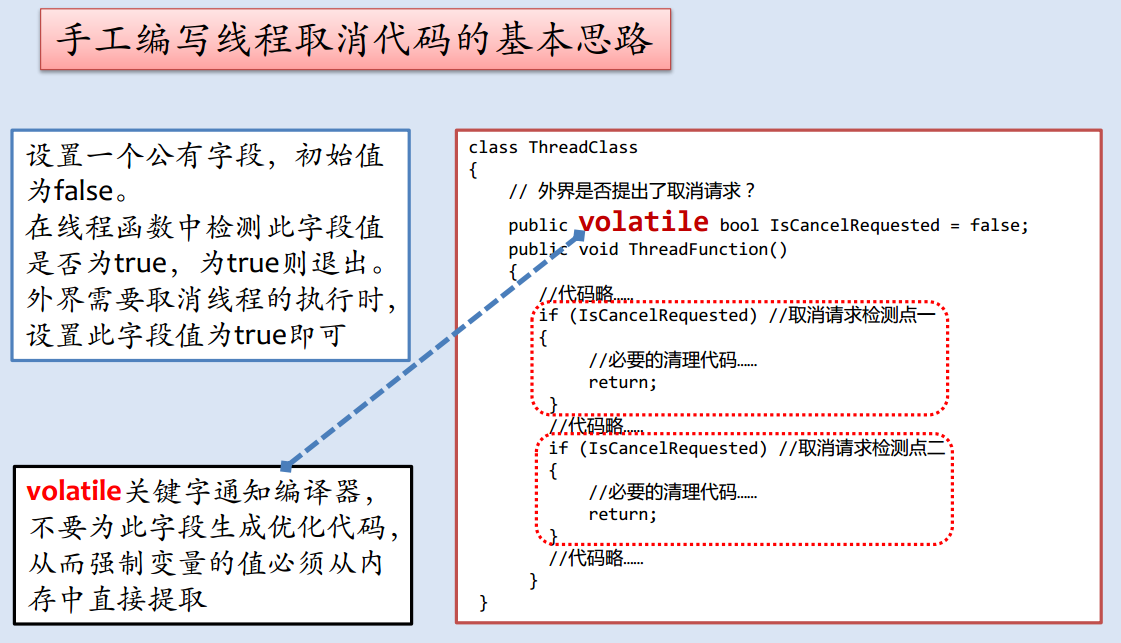 手工编写线程取消代码的基本思路
设置一个公有字段，初始值
为false。
在线程函数中检测此字段值
是否为true，为true则退出。
外界需要取消线程的执行时，
设置此字段值为true即可
volatile关键字通知编译器，
不要为此字段生成优化代码，
从而强制变量的值必须从内
存中直接提取
class ThreadClass
{
// 外界是否提出了取消请求？
public volatile bool IsCancelRequested = false;
public void ThreadFunction()
{
//代码略……
if (IsCancelRequested) //取消请求检测点一
{
//必要的清理代码……
return;
}
//代码略……
if (IsCancelRequested) //取消请求检测点二
{
//必要的清理代码……
return;
}
//代码略……
}
}